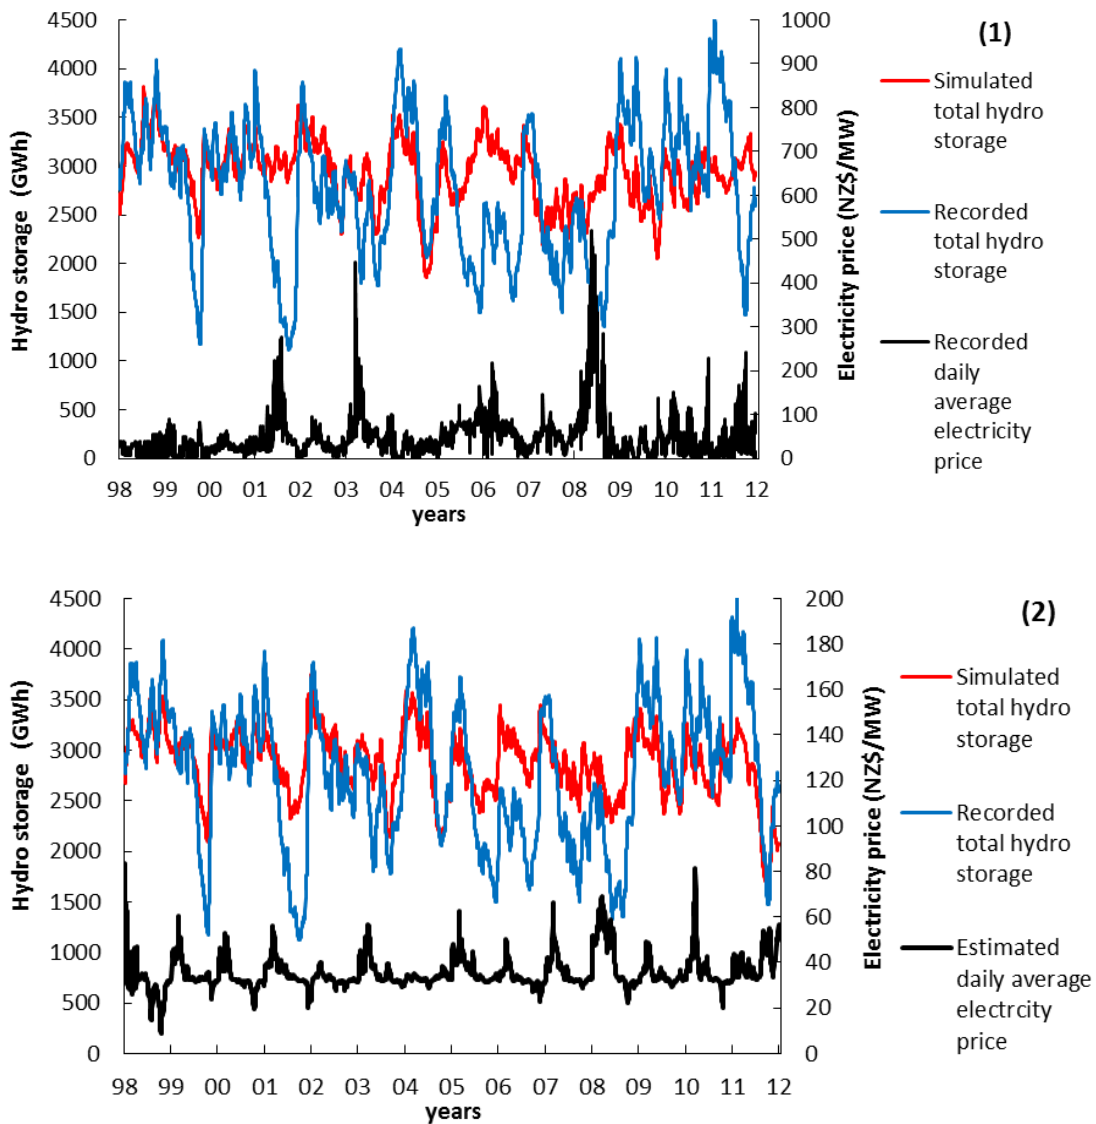 (1)
Hydro storage (GWh)
4500
4000
3500
3000
2500
2000
1500
1000
500
0
1000
900
800
700
600
500
400
300
200
100
0
Electricity price (NZ$/MW)
98 99 00 01 02 03 04 05 06 07 08 09 10 11 12
years
Simulated
total hydro
storage
Recorded
total hydro
storage
Recorded
daily
average
electricity
price
(2)
Hydro storage (GWh)
4500
4000
3500
3000
2500
2000
1500
1000
500
0
200
180
160
140
120
100
80
60
40
20
0
Electricity price (NZ$/MW)
98 99 00 01 02 03 04 05 06 07 08 09 10 11 12
years
Simulated
total hydro
storage
Recorded
total hydro
storage
Estimated
daily average
electrcity
price